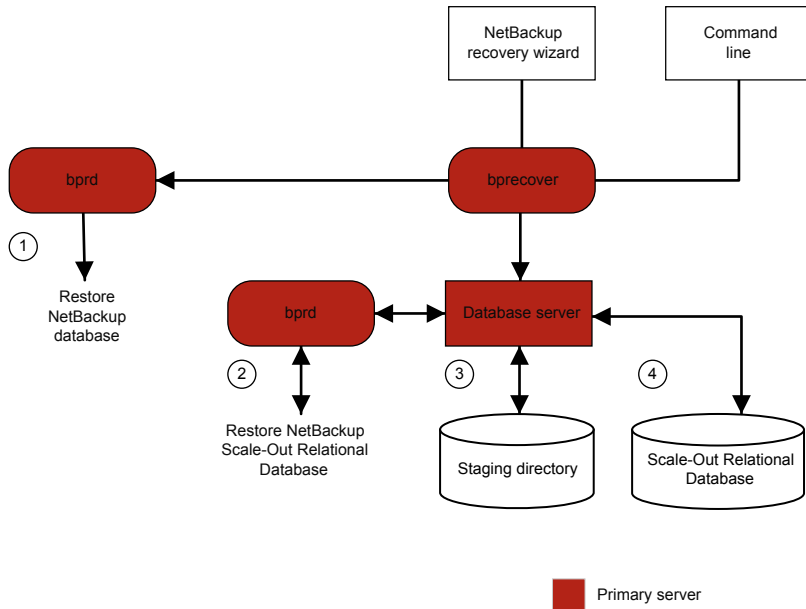 NetBackup
recovery wizard
Command
line
bprd
bprecover
1
Restore
NetBackup
database
bprd
Database server
2
3
4
Restore NetBackup
Scale-Out Relational
Database
Staging directory
Scale-Out Relational
Database
Primary server